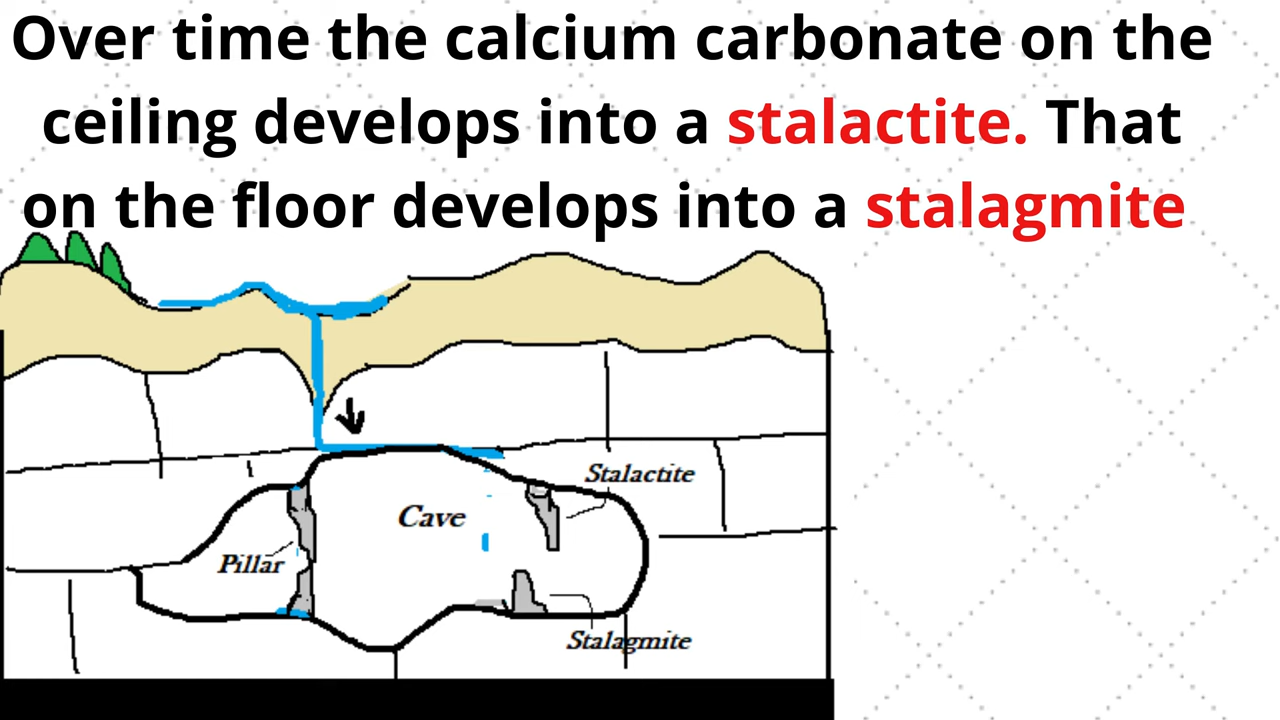 Over time the calcium carbonate on the
ceiling develops into a stalactite. That
on the floor develops into a stalagmite
Stalactite
Cave
Pillar
Stalagmite